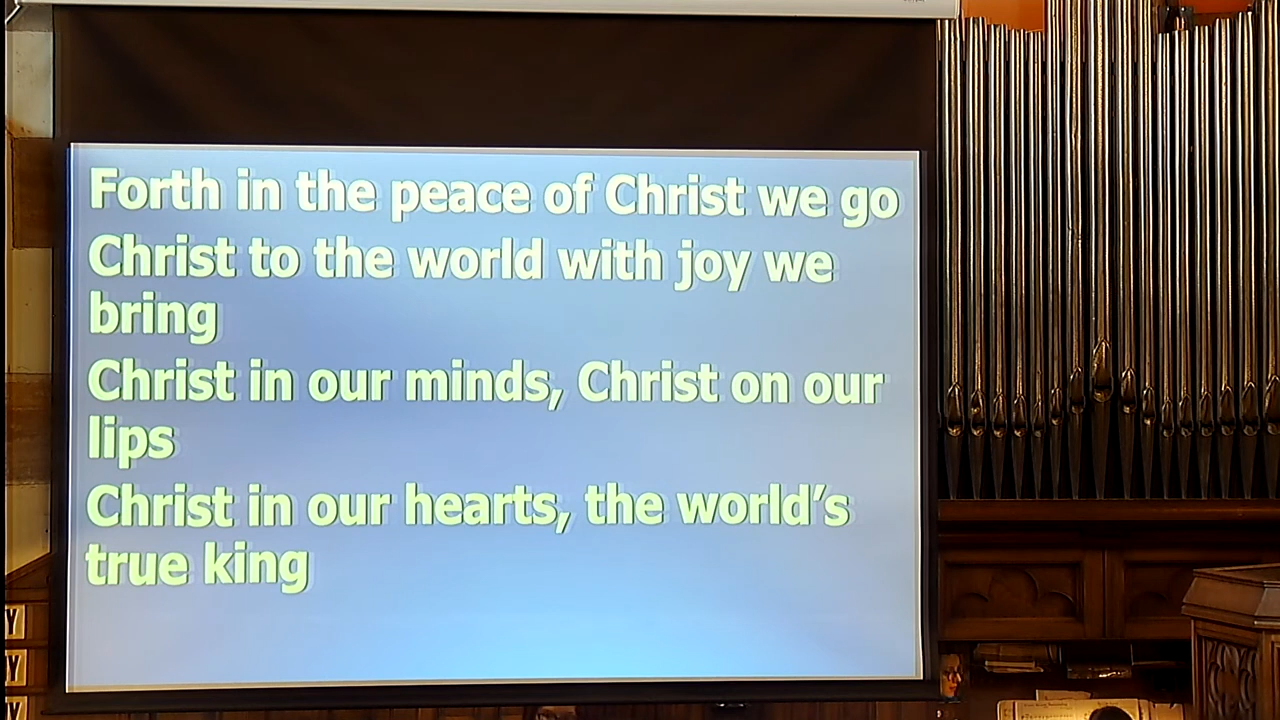 Forth in the peace of Christ we go
Christ to the world with joy we
bring
Christ in our minds, Christ on our
lips
Christ in our hearts, the world's
true king
Y
Y
Y